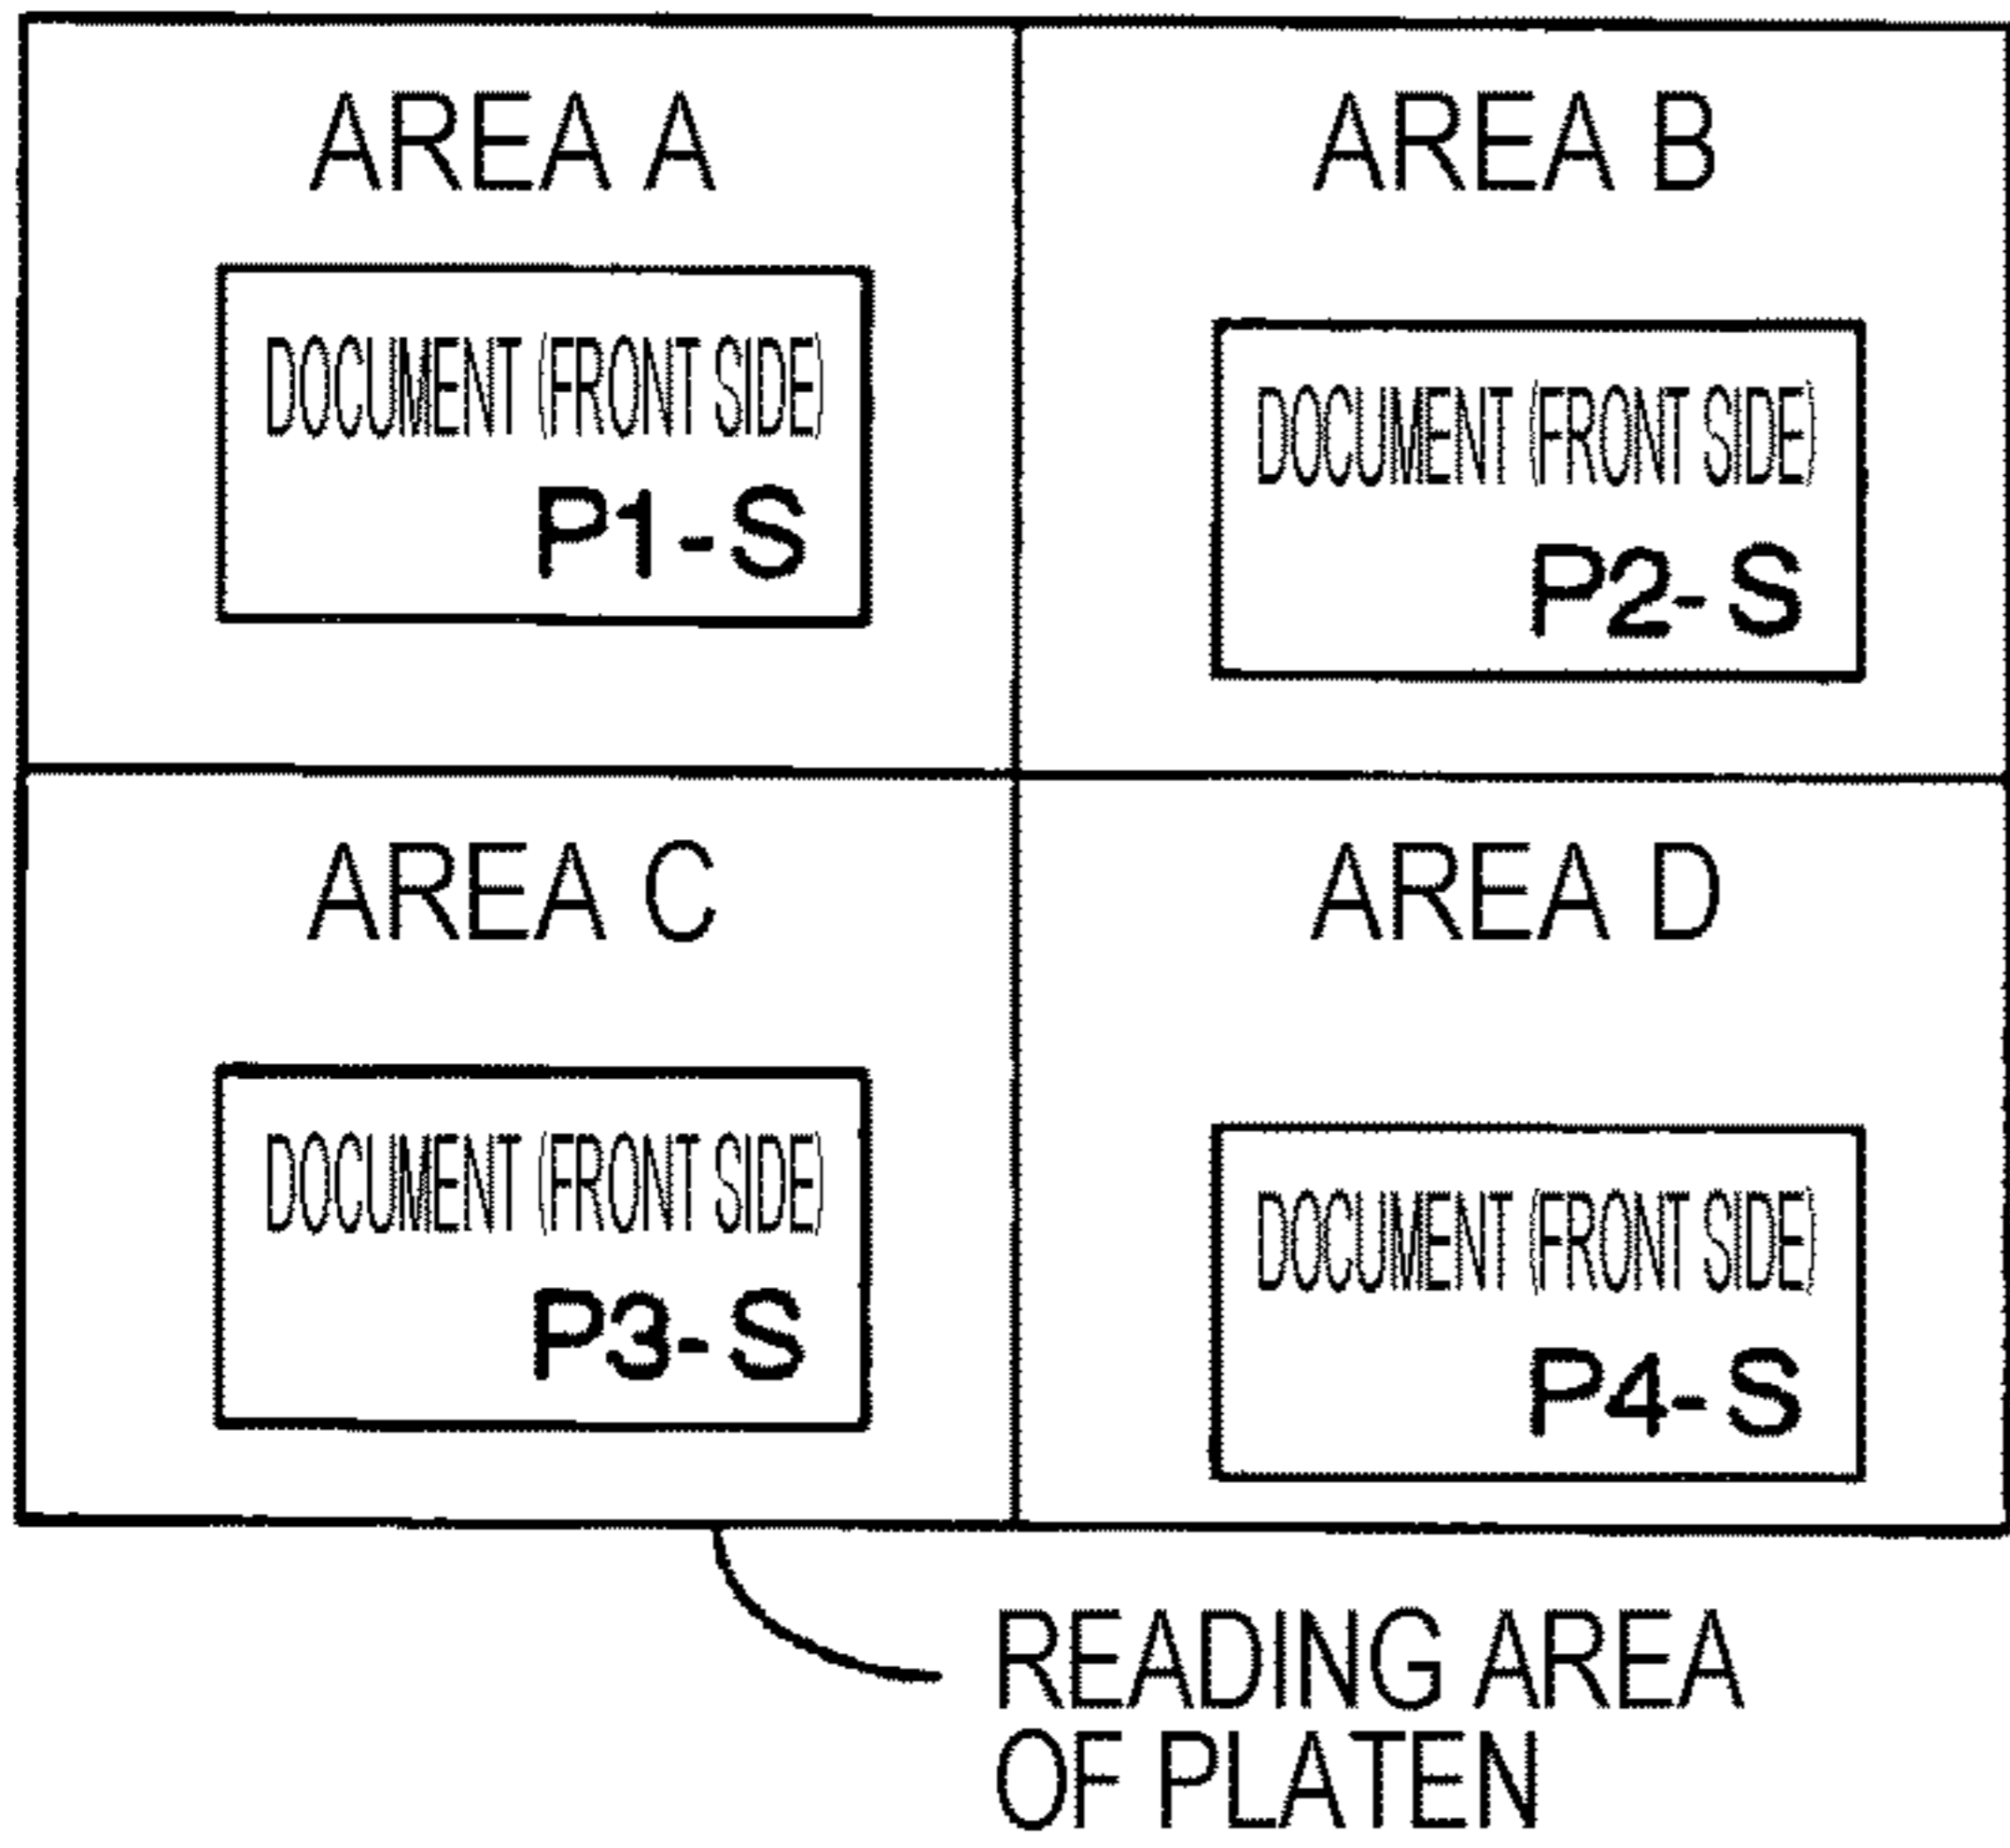 AREA A
DOCUMENT (FRONT SIDE)
P1-S
AREA B
DOCUMENT (FRONT SIDE)
P2-S
AREA C
DOCUMENT (FRONT SIDE)
P3-S
AREA D
DOCUMENT (FRONT SIDE)
P4-S
READING AREA
OF PLATEN